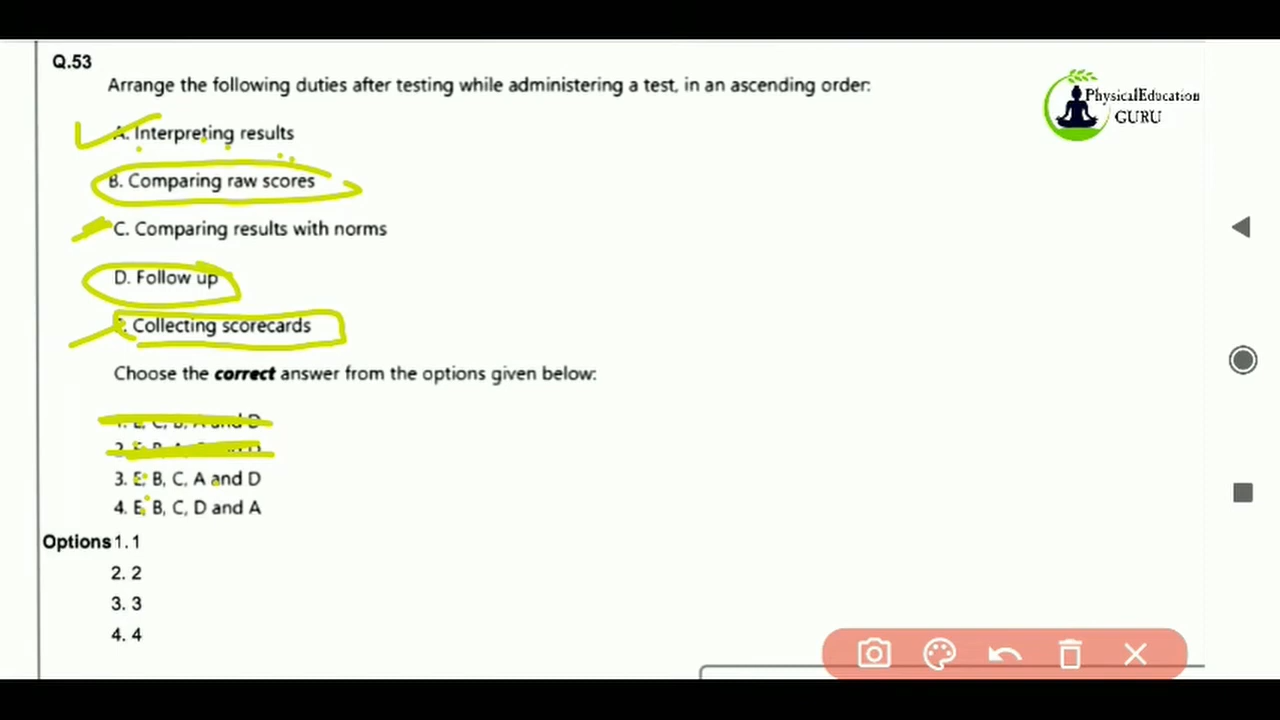 Q.53
Arrange the following duties after testing while administering a test, in an ascending order:
PhysicalEducation
GURU
A. Interpreting results
B. Comparing raw scores
C. Comparing results with norms
D. Follow up
Collecting scorecards
Choose the correct answer from the options given below:
1. E, C, B, A and D
3. E, B, C, A and D
4. E, B, C, D and A
Options 1. 1
2. 2
3. 3
4. 4